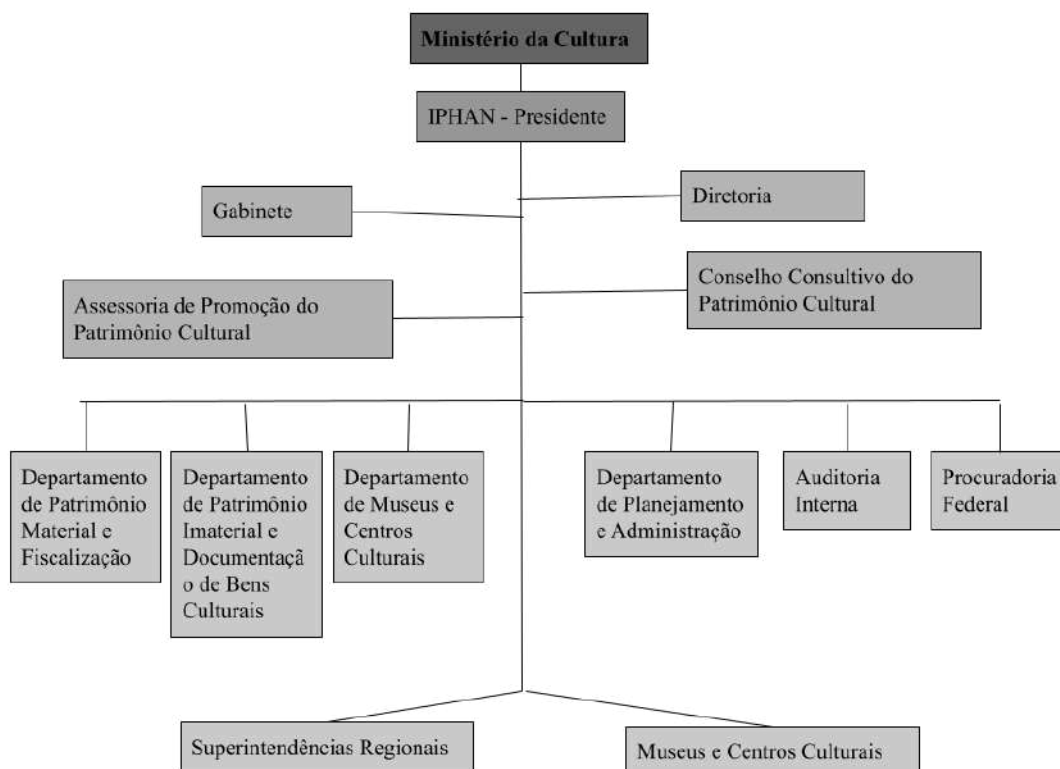 Ministério da Cultura
IPHAN - Presidente
Gabinete
Diretoria
Assessoria de Promoção do
Patrimônio Cultural
Conselho Consultivo do
Patrimônio Cultural
Departamento
de Patrimônio
Material e
Fiscalização
Departamento
de Patrimônio
Imaterial e
Documentaçã
o de Bens
Culturais
Departamento
de Museus e
Centros
Culturais
Departamento
de Planejamento
e Administração
Auditoria
Interna
Procuradoria
Federal
Superintendências Regionais
Museus e Centros Culturais